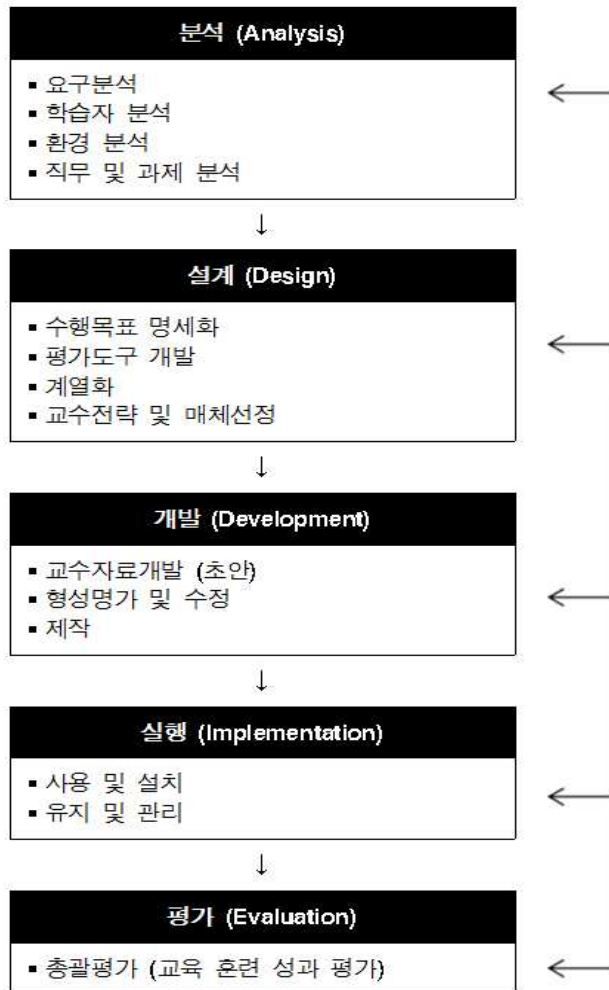 분석 (Analysis)
▪ 요구분석
▪ 학습자 분석
▪ 환경 분석
▪ 직무 및 과제 분석
↓
설계 (Design)
▪ 수행목표 명세화
▪ 평가도구 개발
▪ 계열화
▪ 교수전략 및 매체선정
↓
개발 (Development)
▪ 교수자료개발 (초안)
▪ 형성명가 및 수정
▪ 제작
↓
실행 (Implementation)
▪ 사용 및 설치
▪ 유지 및 관리
↓
평가 (Evaluation)
▪ 총괄평가 (교육 훈련 성과 평가)